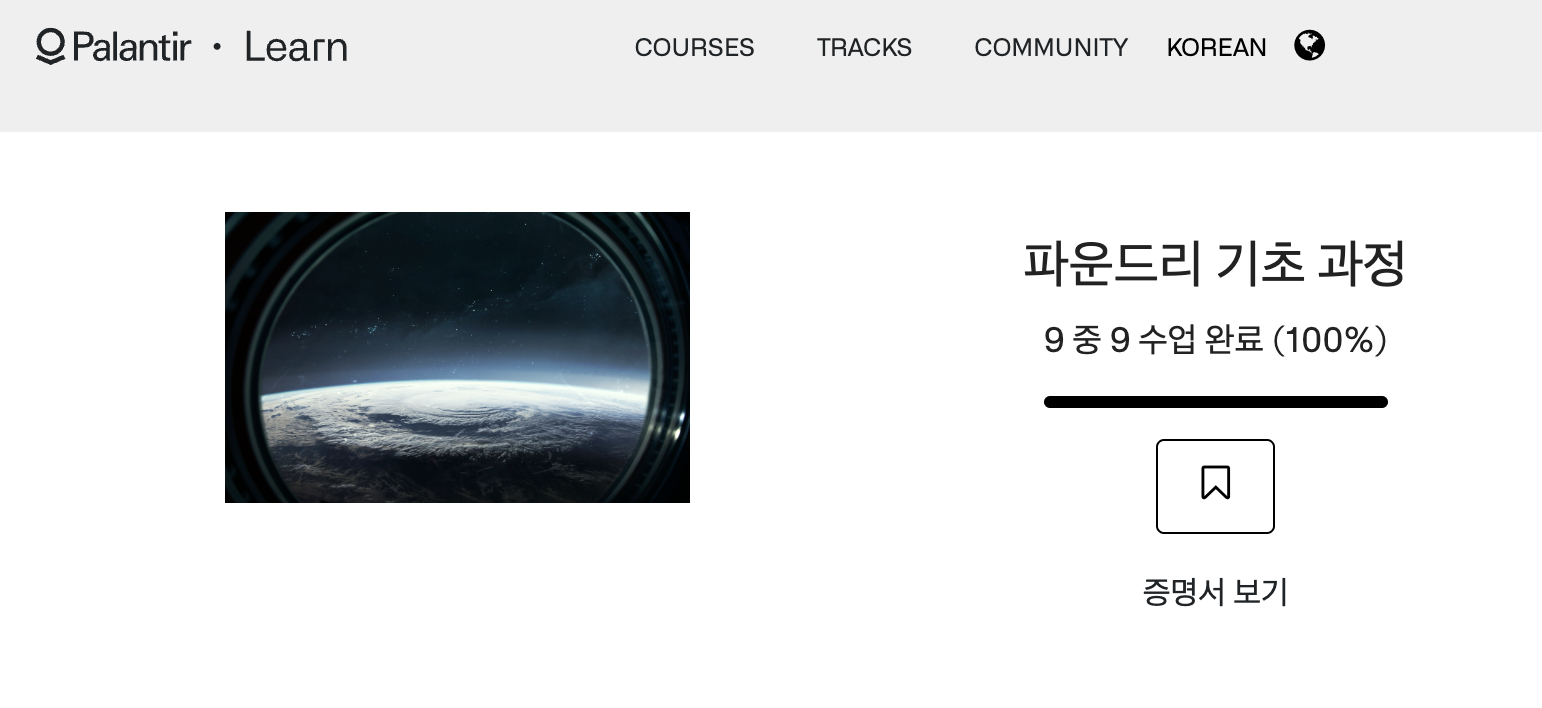 Palantir • Learn
COURSES TRACKS COMMUNITY KOREAN
파운드리 기초 과정
9 중 9 수업 완료 (100%)
증명서 보기